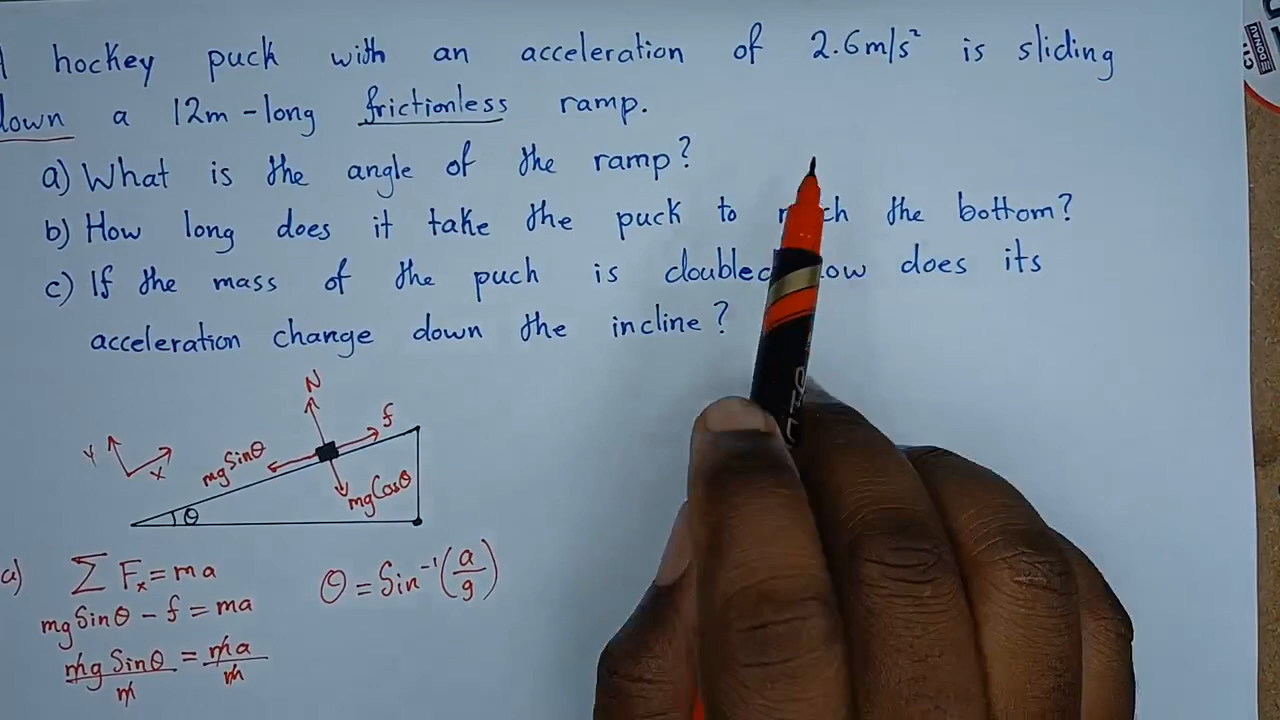 hockey puck with an acceleration of 2.6m/s² is sliding
down a 12m-long frictionless ramp.
a) What is the angle of the ramp?
b) How long does it take the puck to the bottom?
c) If the mass of the puch is doubled does its
acceleration change down the incline?
N
f
mg Sinθ
Y
X
mg Cosθ
θ
a) ∑ Fₓ = ma
θ = Sin⁻¹(a/g)
mg Sinθ - f = ma
mg Sinθ/m = ma/m